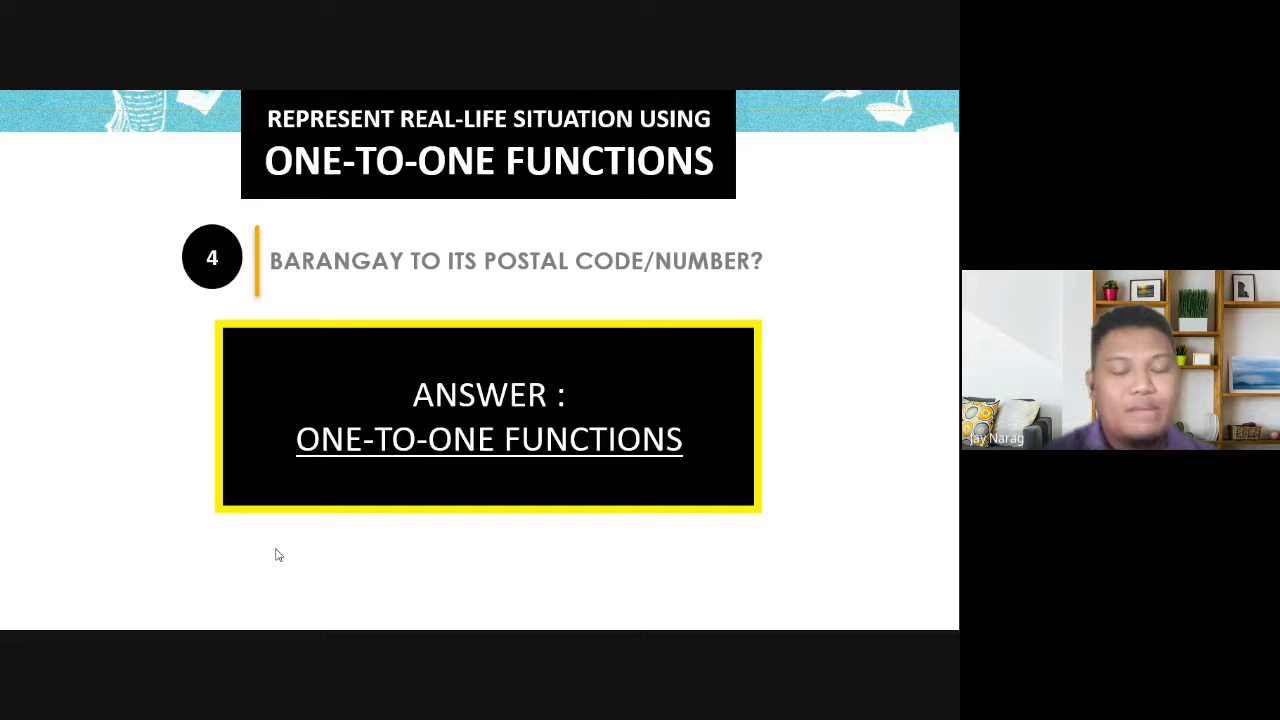 REPRESENT REAL-LIFE SITUATION USING
ONE-TO-ONE FUNCTIONS
4
BARANGAY TO ITS POSTAL CODE/NUMBER?
ANSWER :
ONE-TO-ONE FUNCTIONS
Jay Narag